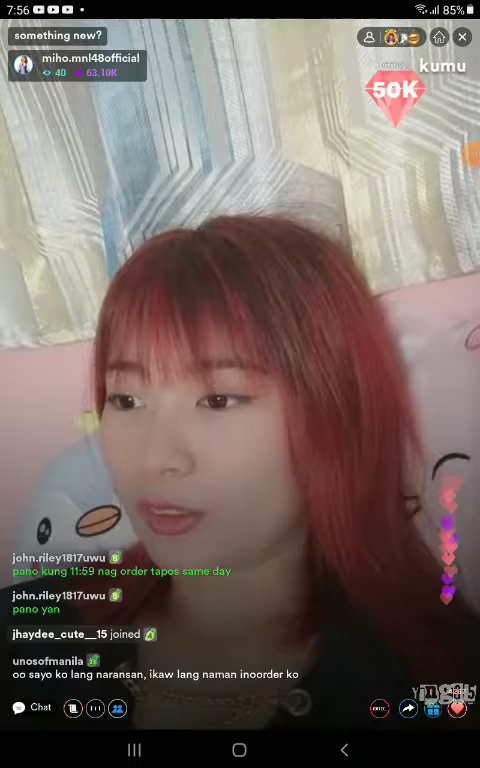 7:56
85%
something new?
miho.mnl48official
40 63.10K
kumu
50K
john.riley1817uwu
pano kung 11:59 nag order tapos same day
john.riley1817uwu
pano yan
jhaydee_cute__15 joined
unosofmanila
oo sayo ko lang naransan, ikaw lang naman inoorder ko
Chat